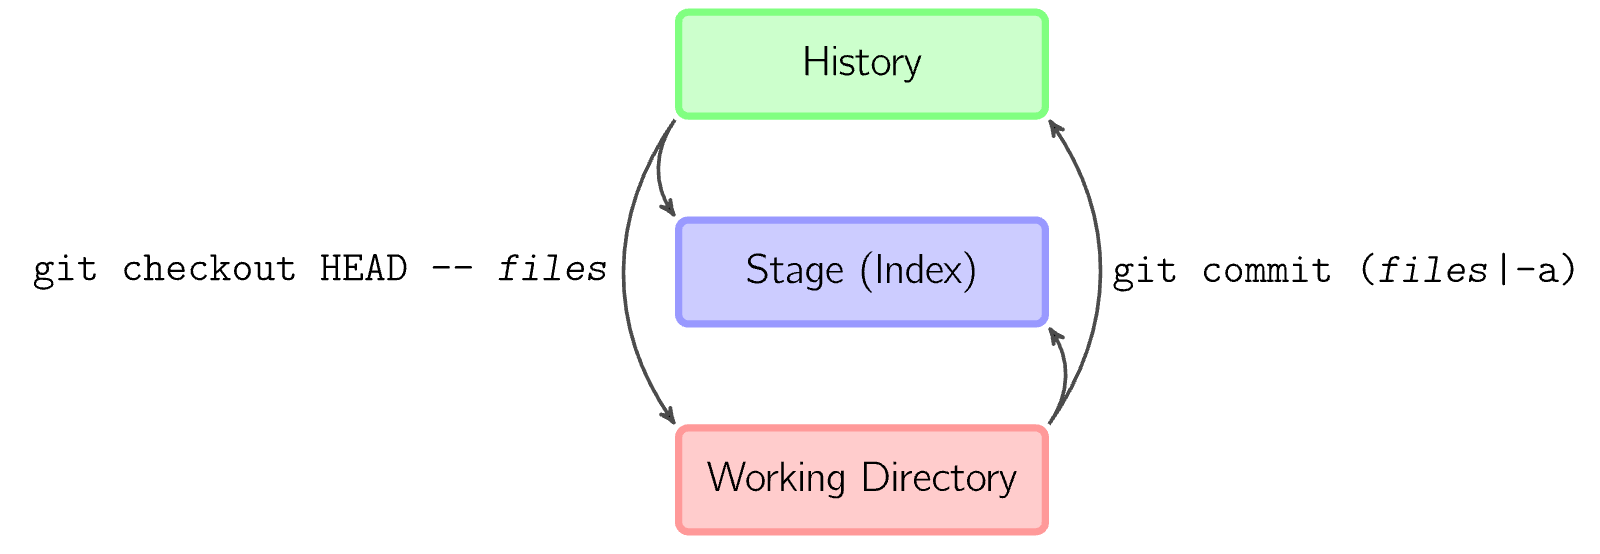 History
git checkout HEAD -- files
Stage (Index)
git commit (files|-a)
Working Directory